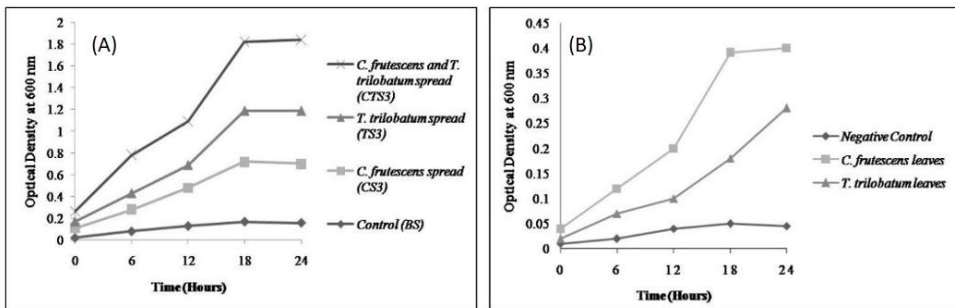 (A)
Optical Density at 600 nm
2
1.8
1.6
1.4
1.2
1
0.8
0.6
0.4
0.2
0
0 6 12 18 24
Time (Hours)
C. frutescens and T.
trilobatum spread
(CTS3)
T. trilobatum spread
(TS3)
C. frutescens spread
(CS3)
Control (BS)
(B)
Optical Density at 600 nm
0.45
0.4
0.35
0.3
0.25
0.2
0.15
0.1
0.05
0
0 6 12 18 24
Time (Hours)
Negative Control
C. frutescens leaves
T. trilobatum leaves